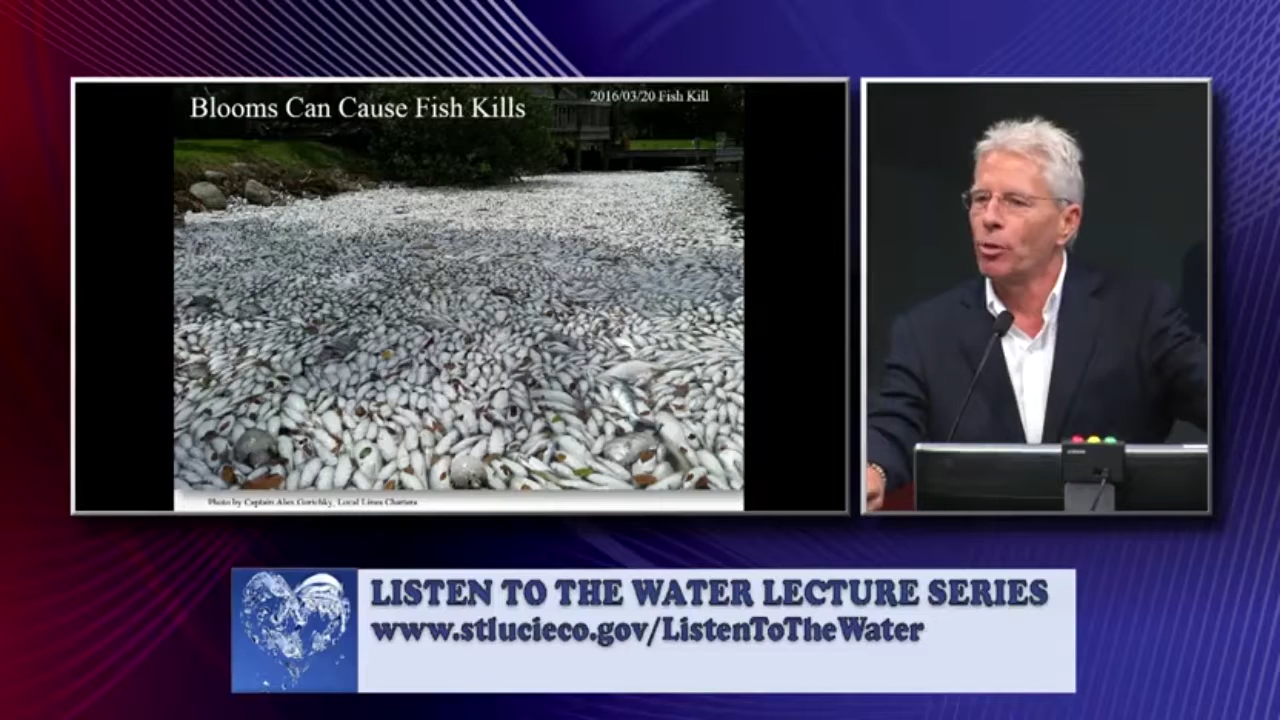 Blooms Can Cause Fish Kills
2016/03/20 Fish Kill
Photo by Captain Alex Gorichky, Local Lines Charters
LISTEN TO THE WATER LECTURE SERIES
www.stlucieco.gov/ListenToTheWater